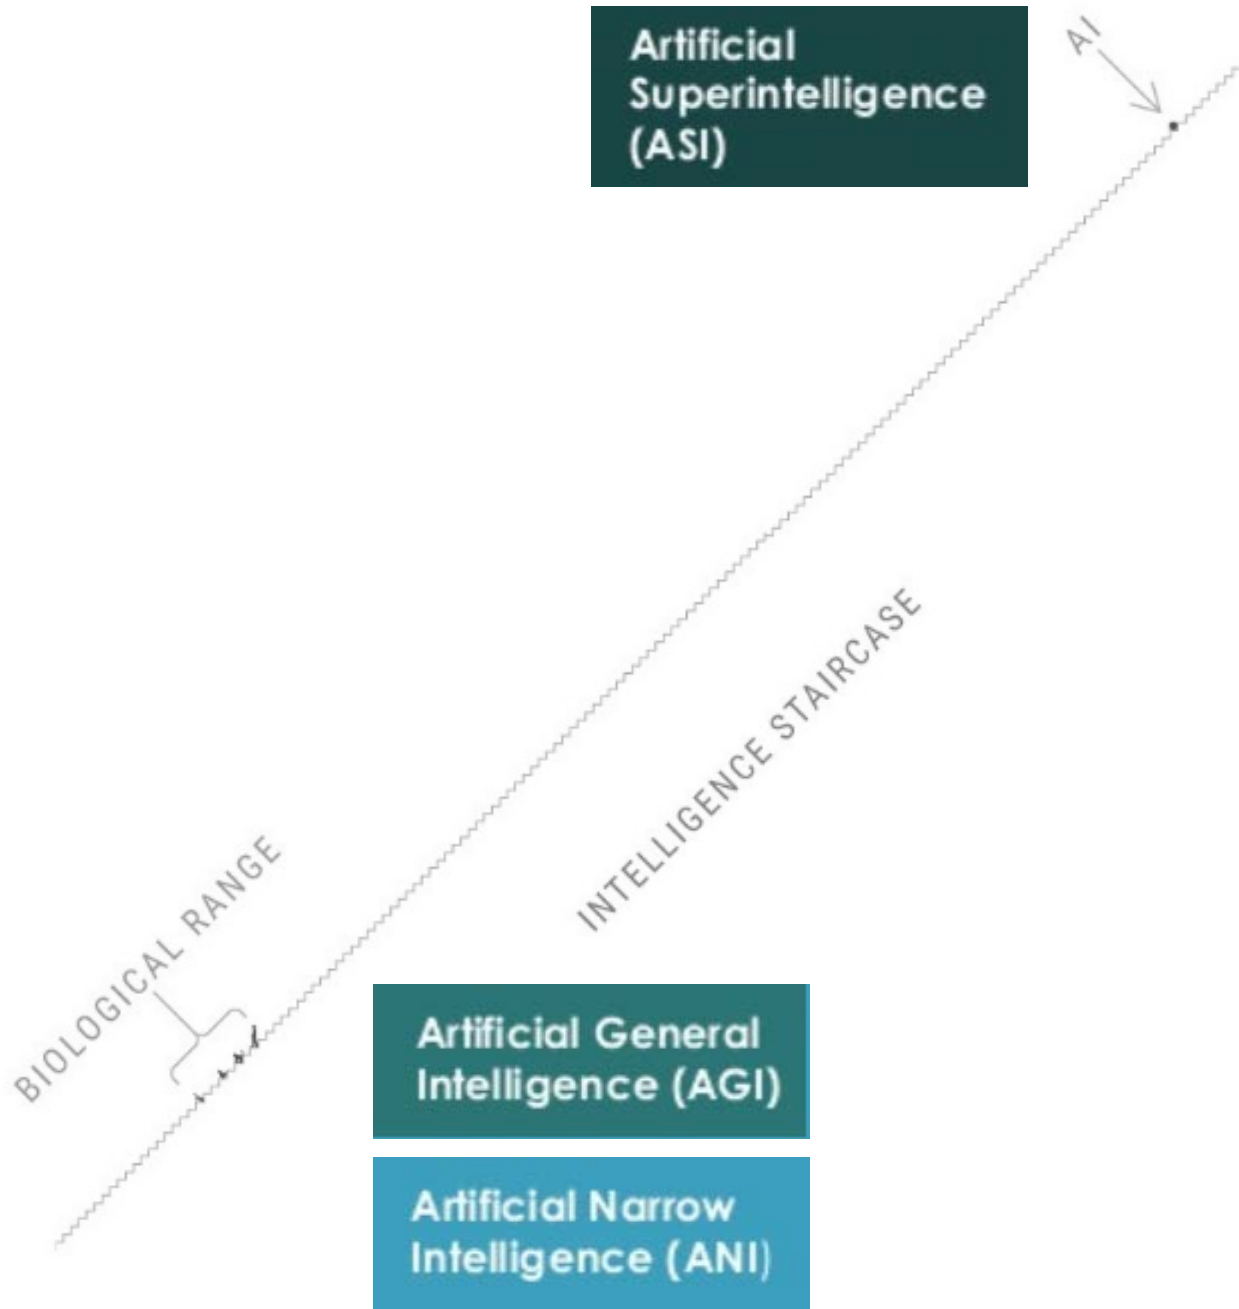 Artificial
Superintelligence
(ASI)
AI
INTELLIGENCE STAIRCASE
BIOLOGICAL RANGE
Artificial General
Intelligence (AGI)
Artificial Narrow
Intelligence (ANI)